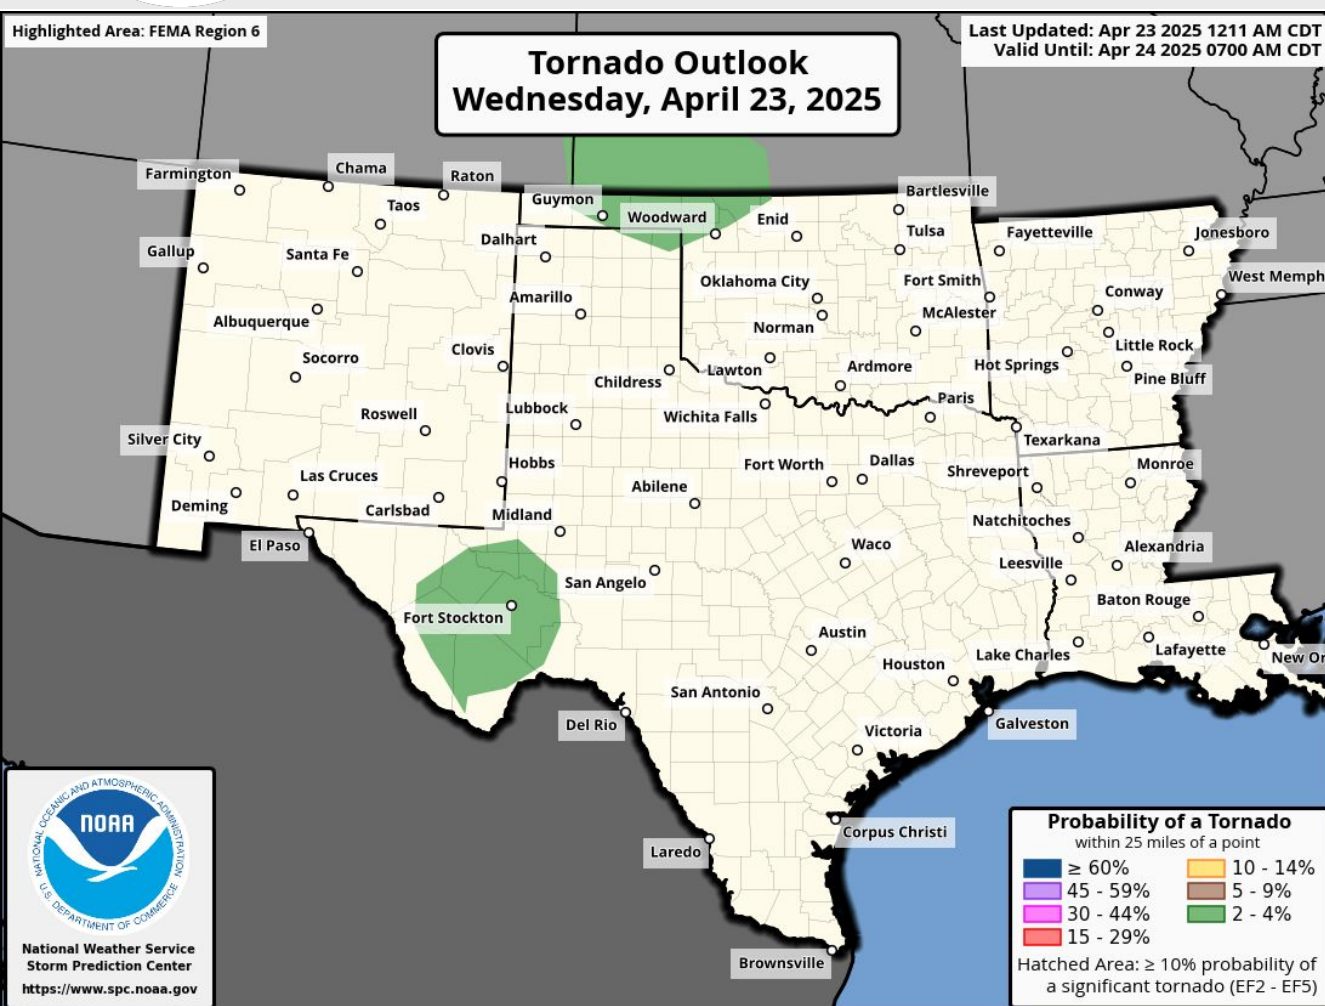 Highlighted Area: FEMA Region 6
Last Updated: Apr 23 2025 1211 AM CDT
Valid Until: Apr 24 2025 0700 AM CDT
Tornado Outlook
Wednesday, April 23, 2025
Farmington
Chama
Raton
Taos
Guymon
Woodward
Enid
Bartlesville
Tulsa
Fayetteville
Jonesboro
Gallup
Santa Fe
Dalhart
Oklahoma City
Fort Smith
West Memph
Amarillo
Conway
Albuquerque
Norman
McAlester
Little Rock
Socorro
Clovis
Childress
Lawton
Ardmore
Hot Springs
Pine Bluff
Roswell
Lubbock
Wichita Falls
Paris
Silver City
Texarkana
Las Cruces
Hobbs
Fort Worth
Dallas
Shreveport
Monroe
Deming
Carlsbad
Midland
Abilene
Natchitoches
El Paso
San Angelo
Waco
Leesville
Alexandria
Fort Stockton
Baton Rouge
Austin
Houston
Lake Charles
Lafayette
New Or
Del Rio
San Antonio
Victoria
Galveston
Laredo
Corpus Christi
Brownsville
NATIONAL OCEANIC AND ATMOSPHERIC ADMINISTRATION
NOAA
U.S. DEPARTMENT OF COMMERCE
National Weather Service
Storm Prediction Center
https://www.spc.noaa.gov
Probability of a Tornado
within 25 miles of a point
≥ 60%
10 - 14%
45 - 59%
5 - 9%
30 - 44%
2 - 4%
15 - 29%
Hatched Area: ≥ 10% probability of
a significant tornado (EF2 - EF5)